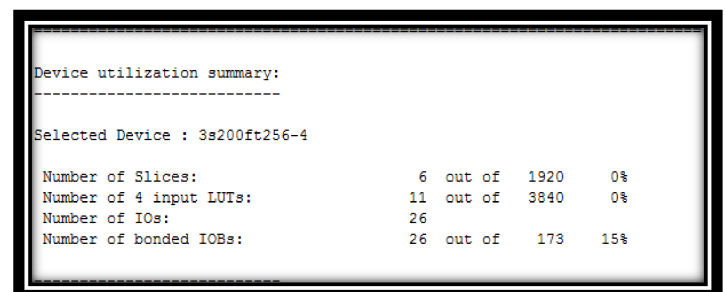 Device utilization summary:
---------------------------
Selected Device : 3s200ft256-4
Number of Slices: 6 out of 1920 0%
Number of 4 input LUTs: 11 out of 3840 0%
Number of IOs: 26
Number of bonded IOBs: 26 out of 173 15%
---------------------------